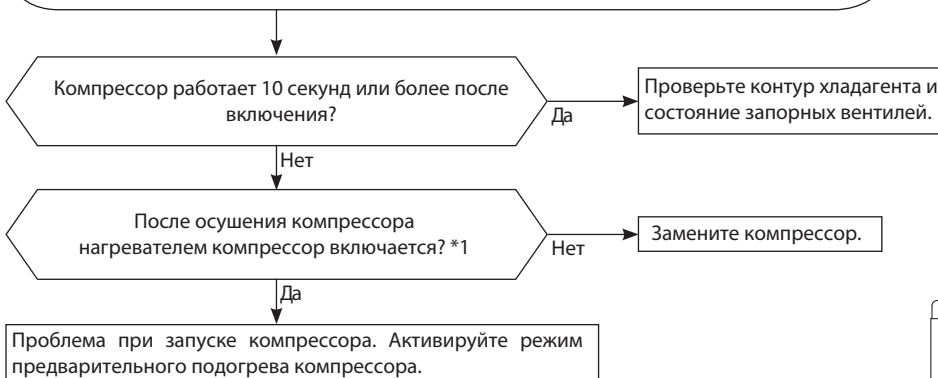 Компрессор работает 10 секунд или более после
включения?
Да
Проверьте контур хладагента и
состояние запорных вентилей.
Нет
После осушения компрессора
нагревателем компрессор включается? *1
Нет
Замените компрессор.
Да
Проблема при запуске компрессора. Активируйте режим
предварительного подогрева компрессора.